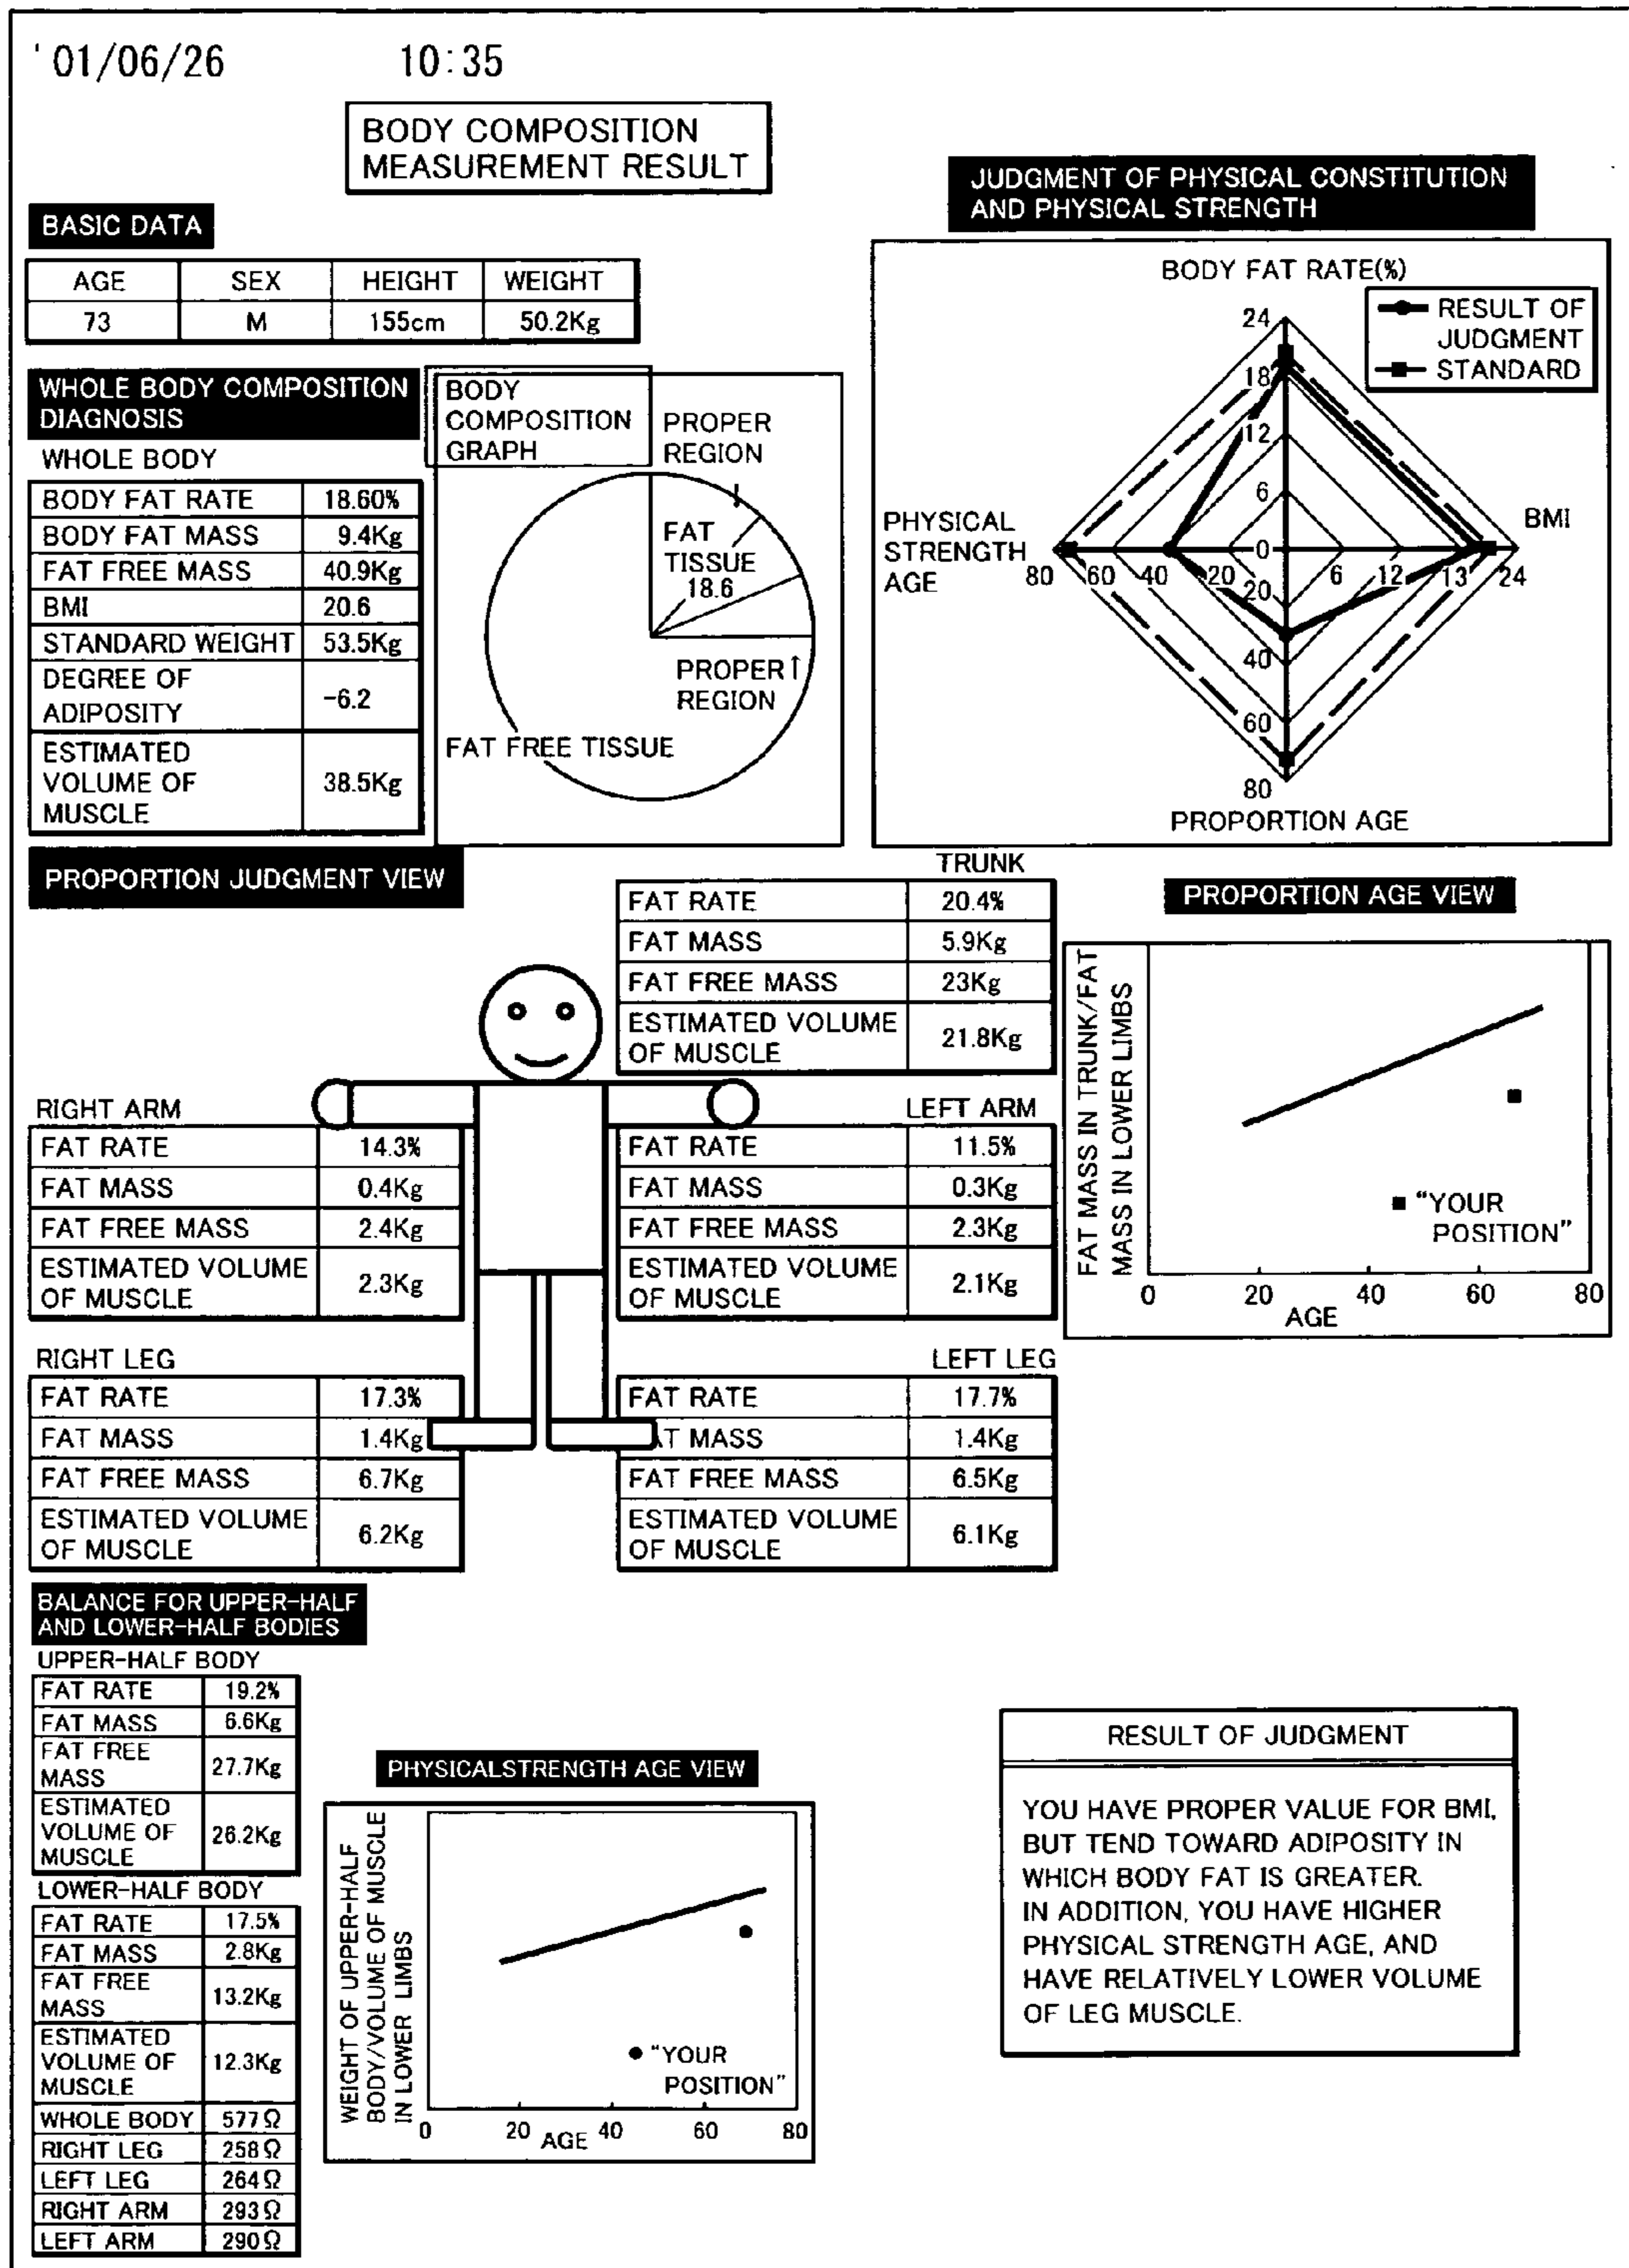 '01/06/26 10:35
BODY COMPOSITION
MEASUREMENT RESULT
BASIC DATA
AGE SEX HEIGHT WEIGHT
73 M 155cm 50.2Kg
WHOLE BODY COMPOSITION
DIAGNOSIS
WHOLE BODY
BODY FAT RATE 18.60%
BODY FAT MASS 9.4Kg
FAT FREE MASS 40.9Kg
BMI 20.6
STANDARD WEIGHT 53.5Kg
DEGREE OF
ADIPOSITY -6.2
ESTIMATED
VOLUME OF
MUSCLE 38.5Kg
BODY
COMPOSITION
GRAPH
PROPER
REGION
FAT
TISSUE
18.6
PROPER↑
REGION
FAT FREE TISSUE
JUDGMENT OF PHYSICAL CONSTITUTION
AND PHYSICAL STRENGTH
BODY FAT RATE(%)
RESULT OF
JUDGMENT
STANDARD
24
18
12
6
0
BMI
6 12 13 24
PHYSICAL
STRENGTH
AGE
80 60 40 20
20
40
60
80
PROPORTION AGE
PROPORTION JUDGMENT VIEW
TRUNK
FAT RATE 20.4%
FAT MASS 5.9Kg
FAT FREE MASS 23Kg
ESTIMATED VOLUME
OF MUSCLE 21.8Kg
RIGHT ARM
FAT RATE 14.3%
FAT MASS 0.4Kg
FAT FREE MASS 2.4Kg
ESTIMATED VOLUME
OF MUSCLE 2.3Kg
LEFT ARM
FAT RATE 11.5%
FAT MASS 0.3Kg
FAT FREE MASS 2.3Kg
ESTIMATED VOLUME
OF MUSCLE 2.1Kg
RIGHT LEG
FAT RATE 17.3%
FAT MASS 1.4Kg
FAT FREE MASS 6.7Kg
ESTIMATED VOLUME
OF MUSCLE 6.2Kg
LEFT LEG
FAT RATE 17.7%
AT MASS 1.4Kg
FAT FREE MASS 6.5Kg
ESTIMATED VOLUME
OF MUSCLE 6.1Kg
PROPORTION AGE VIEW
FAT MASS IN TRUNK/FAT
MASS IN LOWER LIMBS
"YOUR
POSITION"
0 20 40 60 80
AGE
BALANCE FOR UPPER-HALF
AND LOWER-HALF BODIES
UPPER-HALF BODY
FAT RATE 19.2%
FAT MASS 6.6Kg
FAT FREE
MASS 27.7Kg
ESTIMATED
VOLUME OF
MUSCLE 26.2Kg
LOWER-HALF BODY
FAT RATE 17.5%
FAT MASS 2.8Kg
FAT FREE
MASS 13.2Kg
ESTIMATED
VOLUME OF
MUSCLE 12.3Kg
WHOLE BODY 577Ω
RIGHT LEG 258Ω
LEFT LEG 264Ω
RIGHT ARM 293Ω
LEFT ARM 290Ω
PHYSICALSTRENGTH AGE VIEW
WEIGHT OF UPPER-HALF
BODY/VOLUME OF MUSCLE
IN LOWER LIMBS
"YOUR
POSITION"
0 20 40 60 80
AGE
RESULT OF JUDGMENT
YOU HAVE PROPER VALUE FOR BMI,
BUT TEND TOWARD ADIPOSITY IN
WHICH BODY FAT IS GREATER.
IN ADDITION, YOU HAVE HIGHER
PHYSICAL STRENGTH AGE, AND
HAVE RELATIVELY LOWER VOLUME
OF LEG MUSCLE.